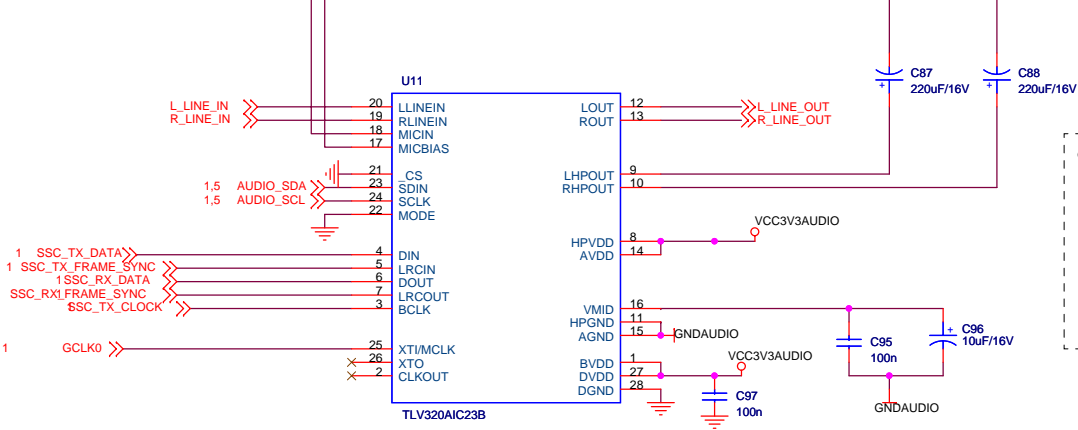 C87
220uF/16V
C88
220uF/16V
U11
L_LINE_IN 20 LLINEIN LOUT 12 L_LINE_OUT
R_LINE_IN 19 RLINEIN ROUT 13 R_LINE_OUT
18 MICIN
17 MICBIAS
21 _CS LHPOUT 9
1,5 AUDIO_SDA 23 SDIN RHPOUT 10
1,5 AUDIO_SCL 24 SCLK
22 MODE
VCC3V3AUDIO
HPVDD 8
AVDD 14
1 SSC_TX_DATA 4 DIN
1 SSC_TX_FRAME_SYNC 5 LRCIN
1 SSC_RX_DATA 6 DOUT
SSC_RX_FRAME_SYNC 1 7 LRCOUT
SSC_TX_CLOCK 3 BCLK
VMID 16
HPGND 11
AGND 15 GNDAUDIO
C95
100n
C96
10uF/16V
1 GCLK0 25 XTI/MCLK
26 XTO
2 CLKOUT
BVDD 1
DVDD 27
DGND 28
VCC3V3AUDIO
C97
100n
GNDAUDIO
TLV320AIC23B